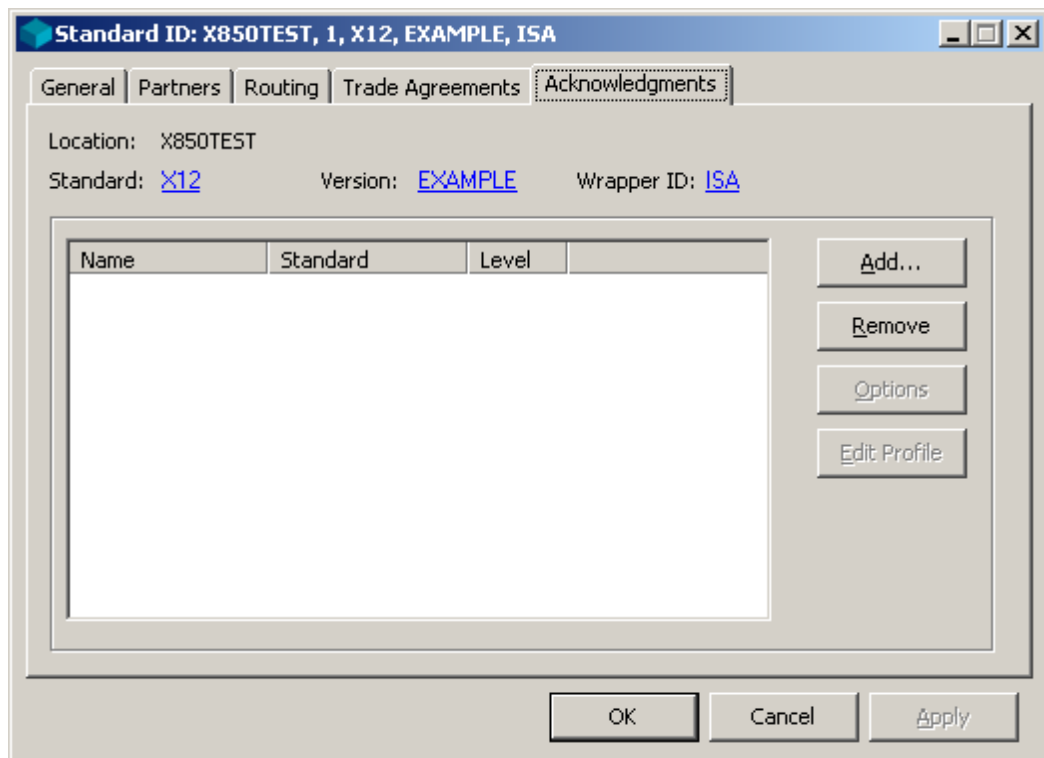 Standard ID: X850TEST, 1, X12, EXAMPLE, ISA
General Partners Routing Trade Agreements Acknowledgments
Location: X850TEST
Standard: X12 Version: EXAMPLE Wrapper ID: ISA
Name Standard Level
Add...
Remove
Options
Edit Profile
OK Cancel Apply